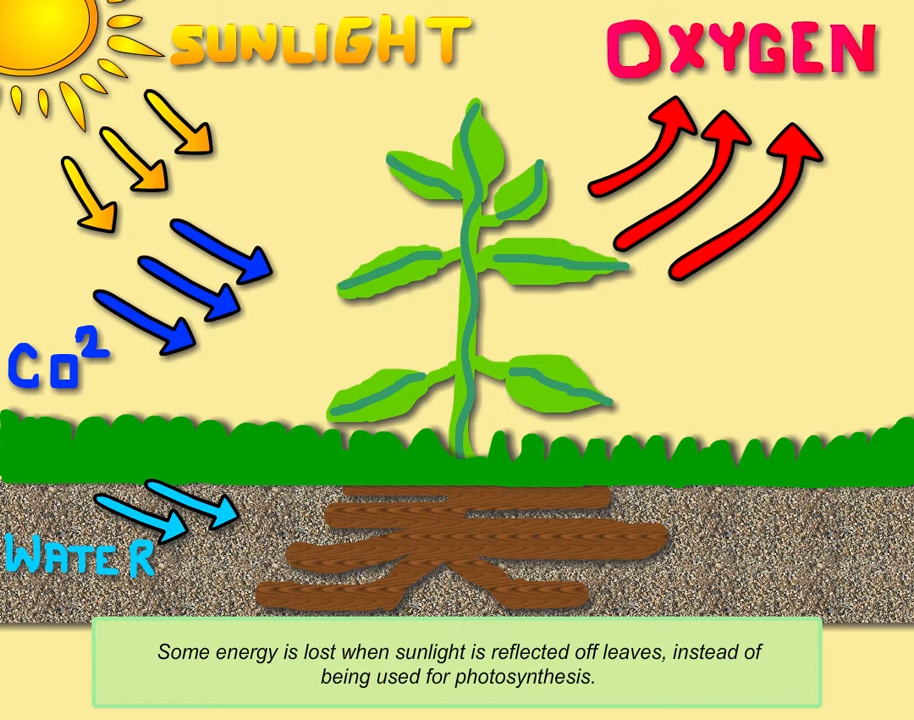 SUNLIGHT
OXYGEN
Co²
WATER
Some energy is lost when sunlight is reflected off leaves, instead of
being used for photosynthesis.